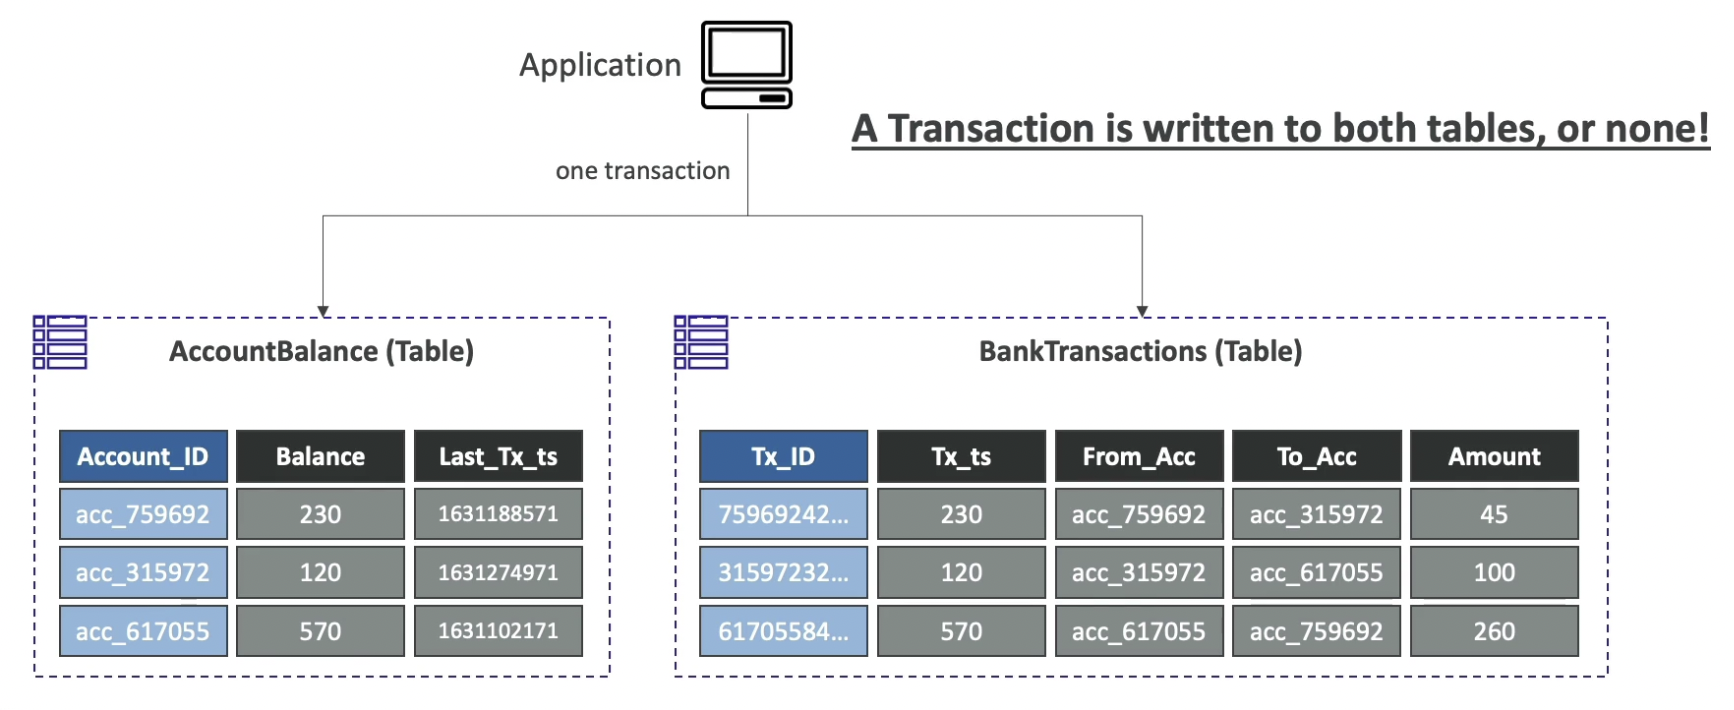 Application
A Transaction is written to both tables, or none!
one transaction
AccountBalance (Table)
Account_ID Balance Last_Tx_ts
acc_759692 230 1631188571
acc_315972 120 1631274971
acc_617055 570 1631102171
BankTransactions (Table)
Tx_ID Tx_ts From_Acc To_Acc Amount
75969242... 230 acc_759692 acc_315972 45
31597232... 120 acc_315972 acc_617055 100
61705584... 570 acc_617055 acc_759692 260